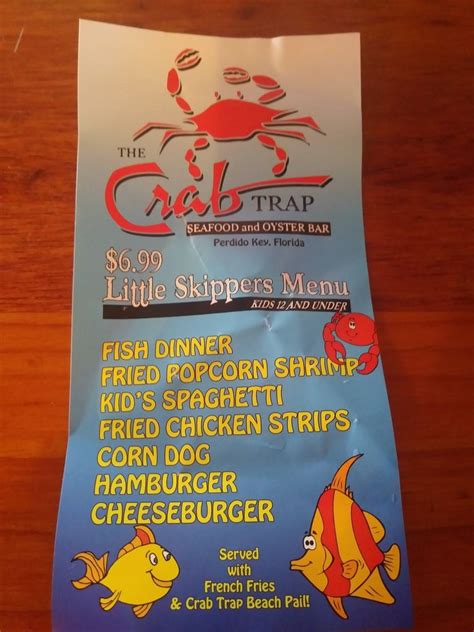 THE
Crab TRAP
SEAFOOD and OYSTER BAR
Perdido Key, Florida
$6.99
Little Skippers Menu
KIDS 12 AND UNDER
FISH DINNER
FRIED POPCORN SHRIMP
KID'S SPAGHETTI
FRIED CHICKEN STRIPS
CORN DOG
HAMBURGER
CHEESEBURGER
Served
with
French Fries
& Crab Trap Beach Pail!